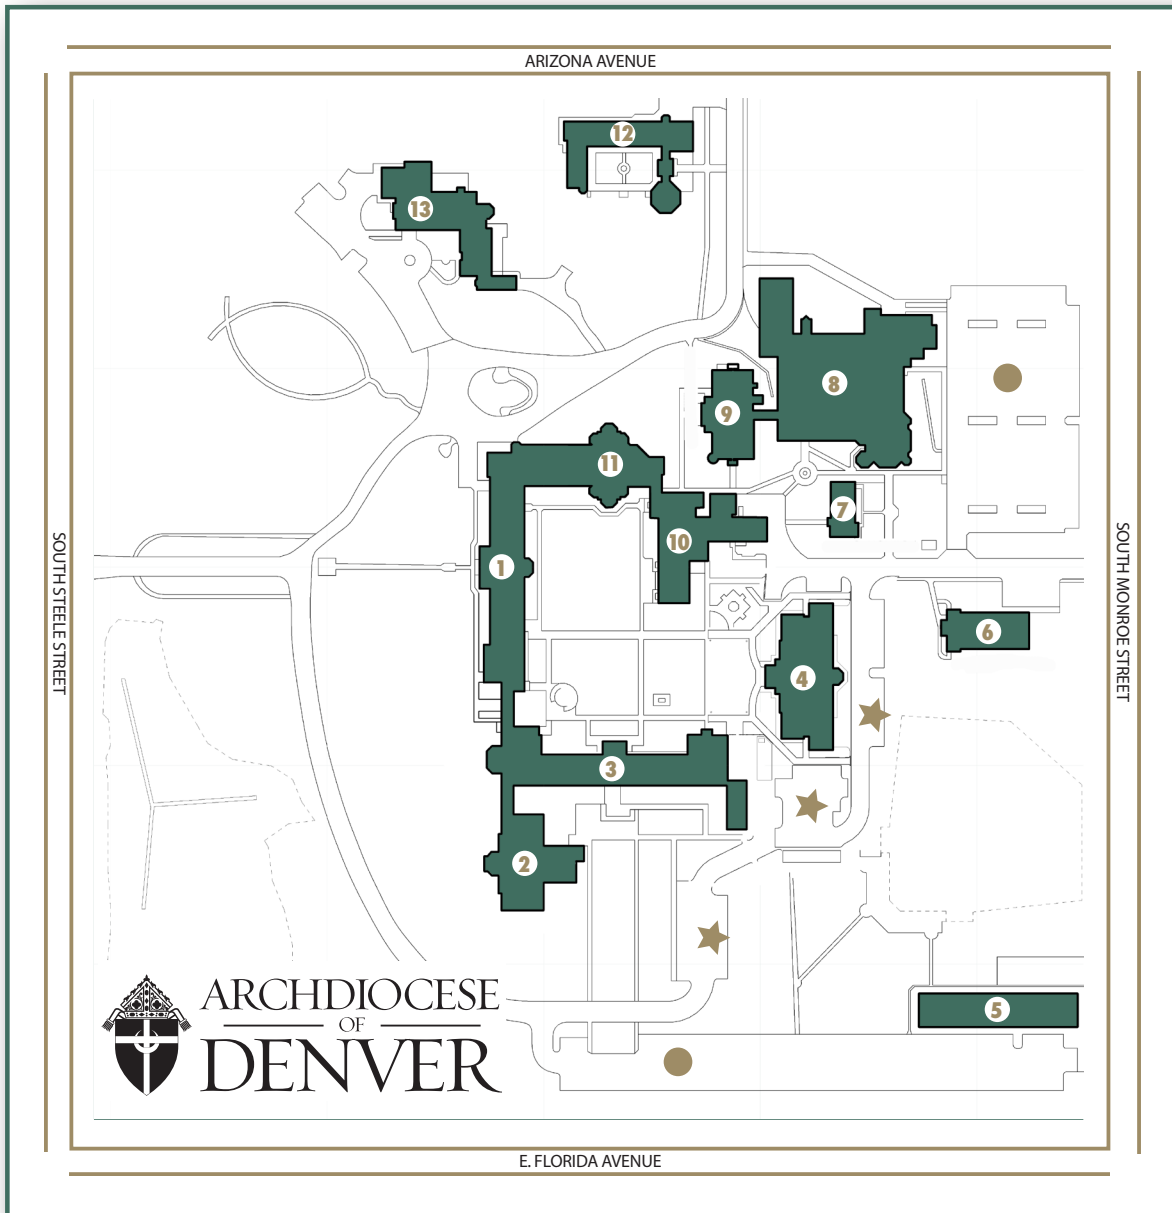 ARIZONA AVENUE
12
13
8
9
11
7
10
1
6
4
3
2
5
SOUTH STEELE STREET
SOUTH MONROE STREET
ARCHDIOCESE
OF
DENVER
E. FLORIDA AVENUE